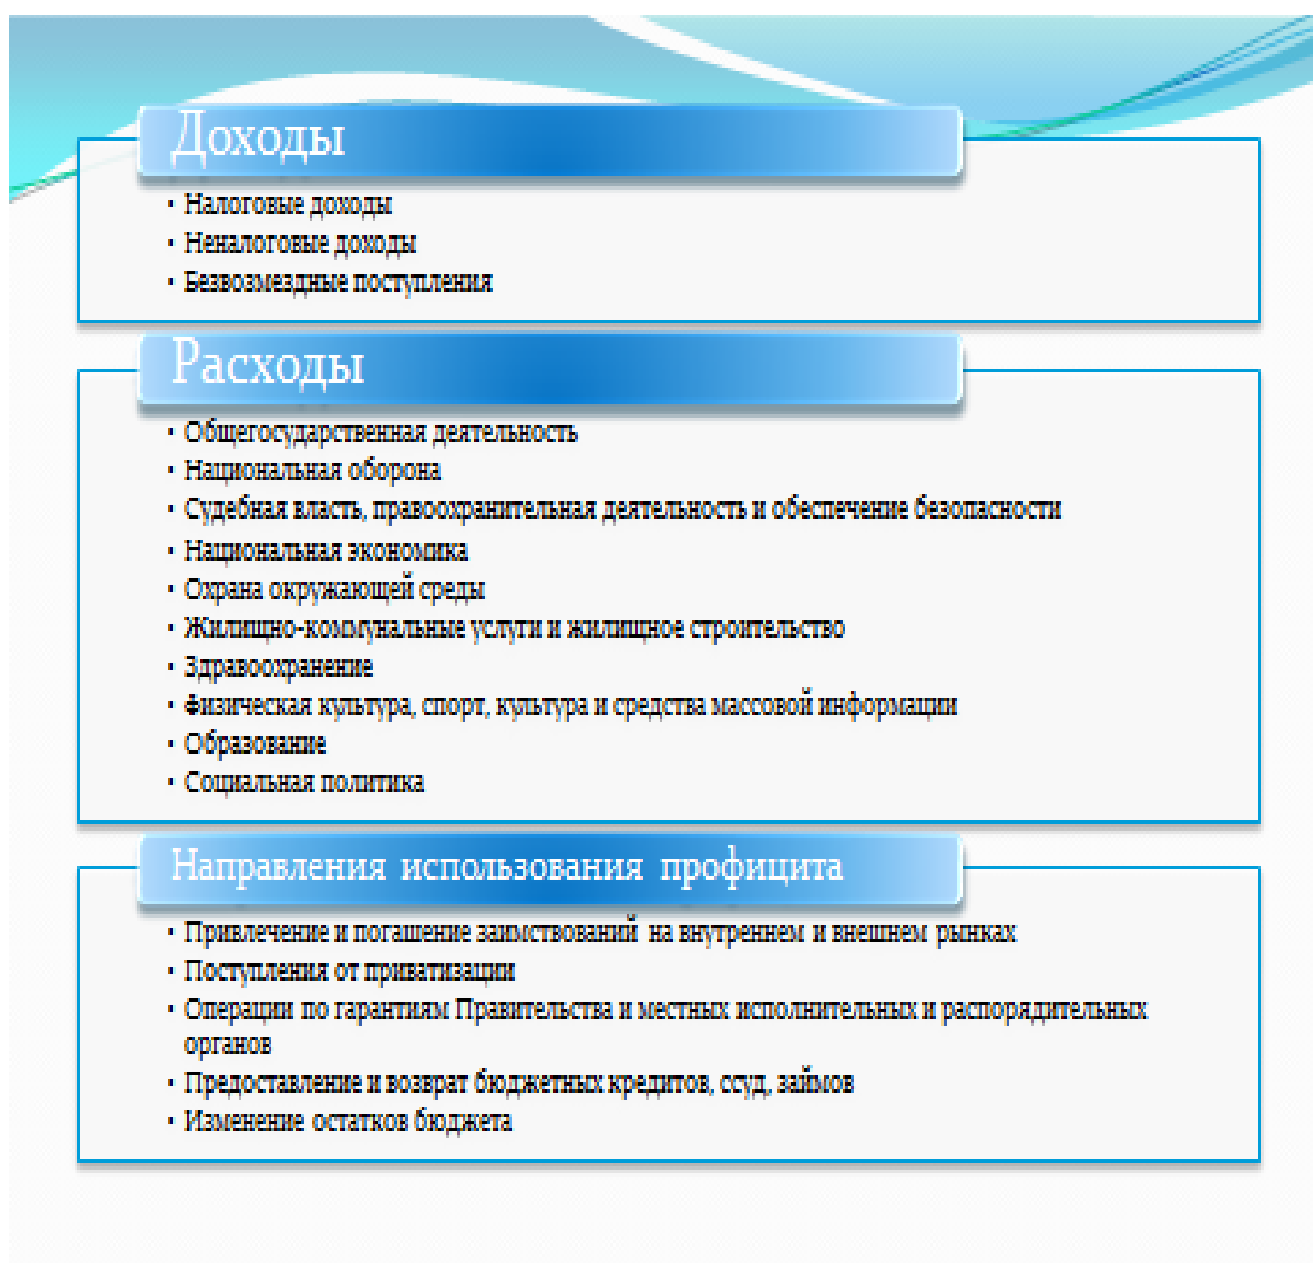 Доходы
• Налоговые доходы
• Неналоговые доходы
• Безвозмездные поступления
Расходы
• Общегосударственная деятельность
• Национальная оборона
• Судебная власть, правоохранительная деятельность и обеспечение безопасности
• Национальная экономика
• Охрана окружающей среды
• Жилищно-коммунальные услуги и жилищное строительство
• Здравоохранение
• Физическая культура, спорт, культура и средства массовой информации
• Образование
• Социальная политика
Направления использования профицита
• Привлечение и погашение заимствований на внутреннем и внешнем рынках
• Поступления от приватизации
• Операции по гарантиям Правительства и местных исполнительных и распорядительных
органов
• Предоставление и возврат бюджетных кредитов, ссуд, займов
• Изменение остатков бюджета